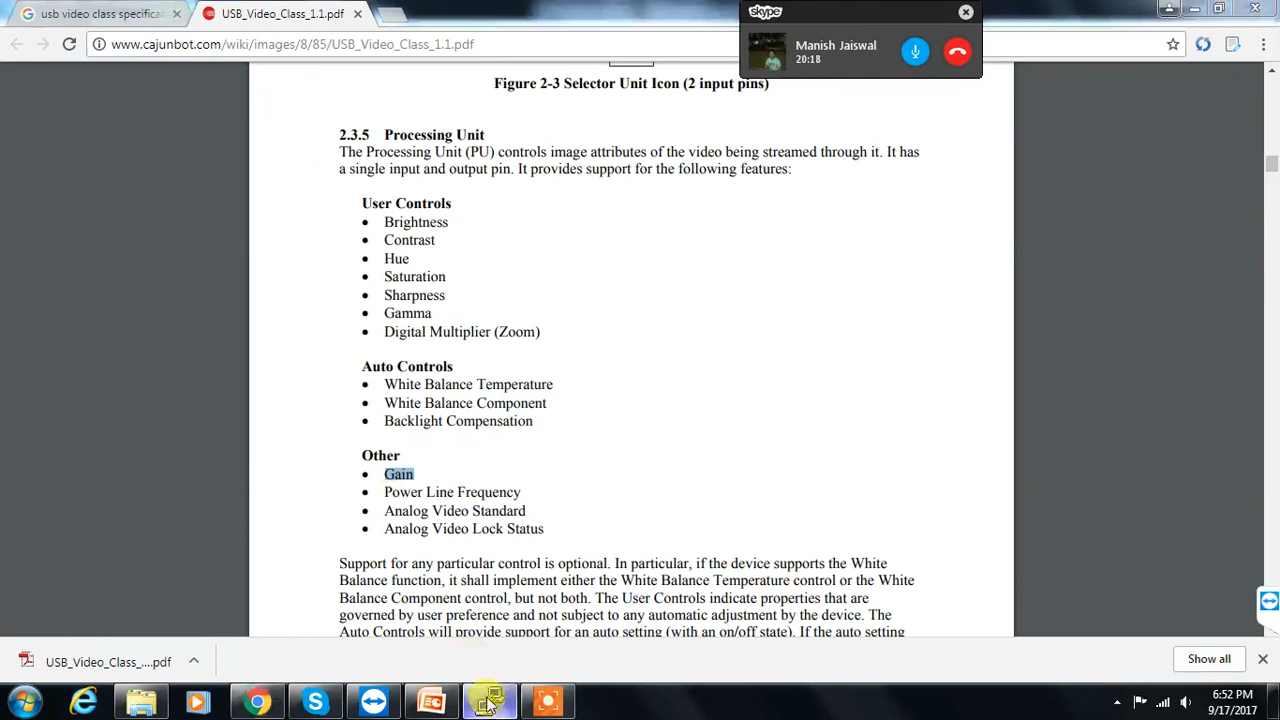 usb video class specifica
USB_Video_Class_1.1.pdf
www.cajunbot.com/wiki/images/8/85/USB_Video_Class_1.1.pdf
skype
Manish Jaiswal
20:18
Figure 2-3 Selector Unit Icon (2 input pins)
2.3.5 Processing Unit
The Processing Unit (PU) controls image attributes of the video being streamed through it. It has
a single input and output pin. It provides support for the following features:
User Controls
• Brightness
• Contrast
• Hue
• Saturation
• Sharpness
• Gamma
• Digital Multiplier (Zoom)
Auto Controls
• White Balance Temperature
• White Balance Component
• Backlight Compensation
Other
• Gain
• Power Line Frequency
• Analog Video Standard
• Analog Video Lock Status
Support for any particular control is optional. In particular, if the device supports the White
Balance function, it shall implement either the White Balance Temperature control or the White
Balance Component control, but not both. The User Controls indicate properties that are
governed by user preference and not subject to any automatic adjustment by the device. The
Auto Controls will provide support for an auto setting (with an on/off state). If the auto setting
USB_Video_Class_....pdf
Show all
6:52 PM
9/17/2017